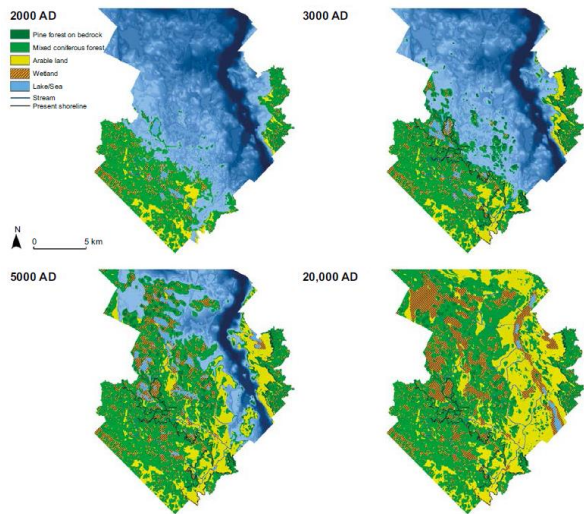 2000 AD
3000 AD
Pine forest on bedrock
Mixed coniferous forest
Arable land
Wetland
Lake/Sea
Stream
Present shoreline
N
0 5 km
5000 AD
20,000 AD